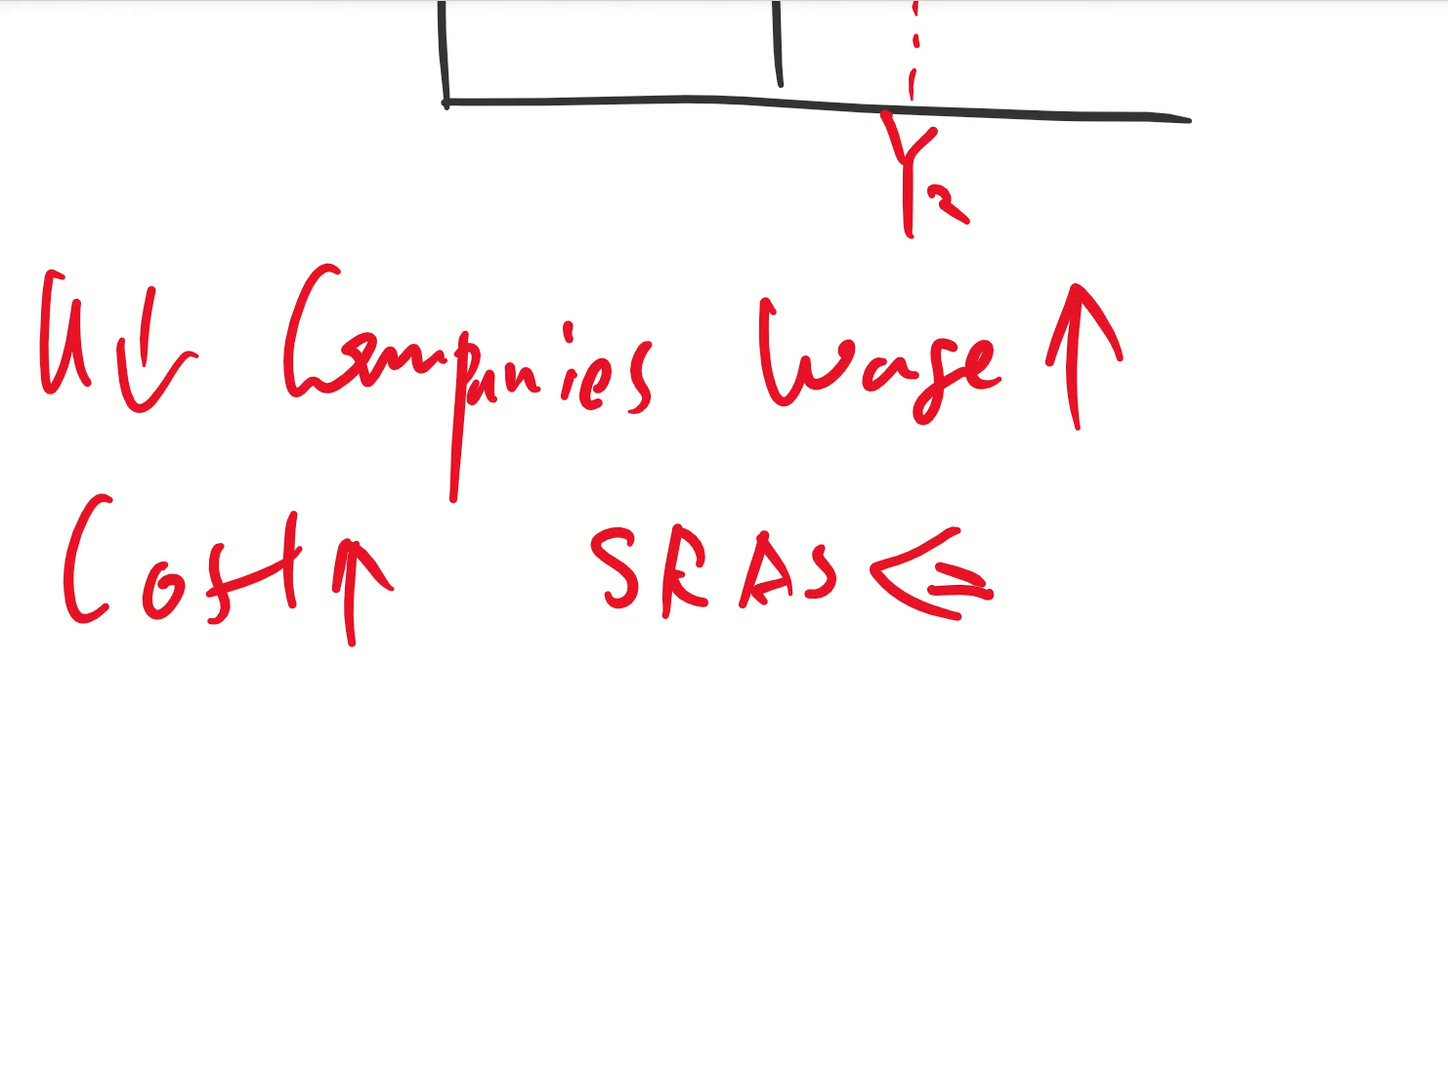 Y2
U↓ Companies Wage ↑
Cost ↑ SRAS ⇐